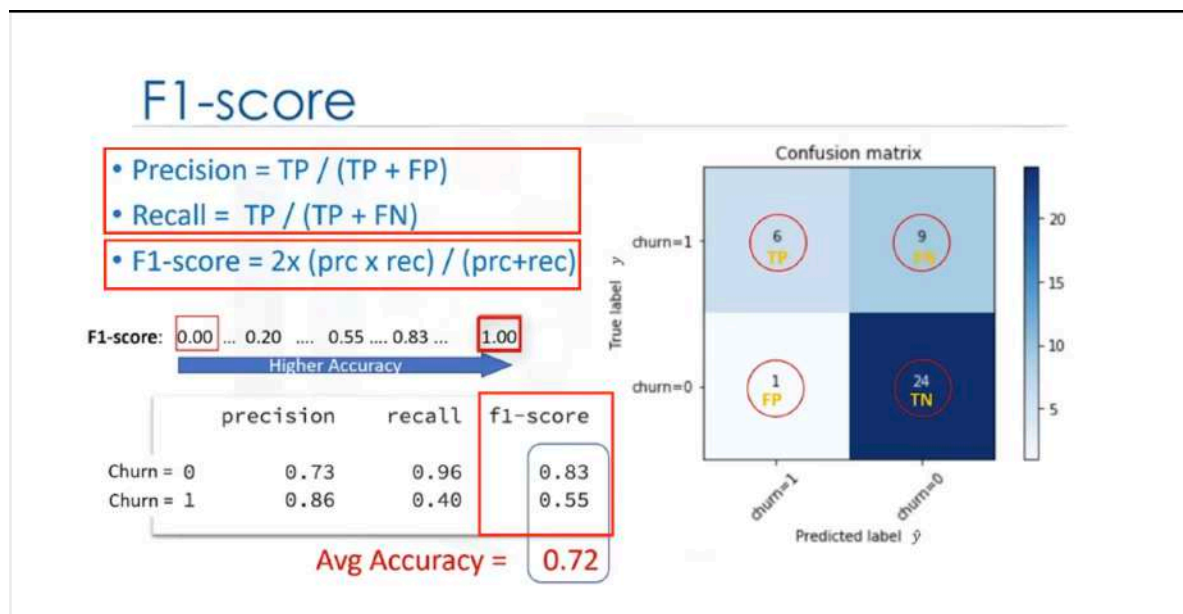 F1-score
• Precision = TP / (TP + FP)
• Recall = TP / (TP + FN)
• F1-score = 2x (prc x rec) / (prc+rec)
F1-score: 0.00 ... 0.20 .... 0.55 .... 0.83 ... 1.00
Higher Accuracy
precision recall f1-score
Churn = 0 0.73 0.96 0.83
Churn = 1 0.86 0.40 0.55
Avg Accuracy = 0.72
Confusion matrix
True label y
churn=1
churn=0
6
TP
9
FN
1
FP
24
TN
churn=1
churn=0
Predicted label ŷ
20
15
10
5